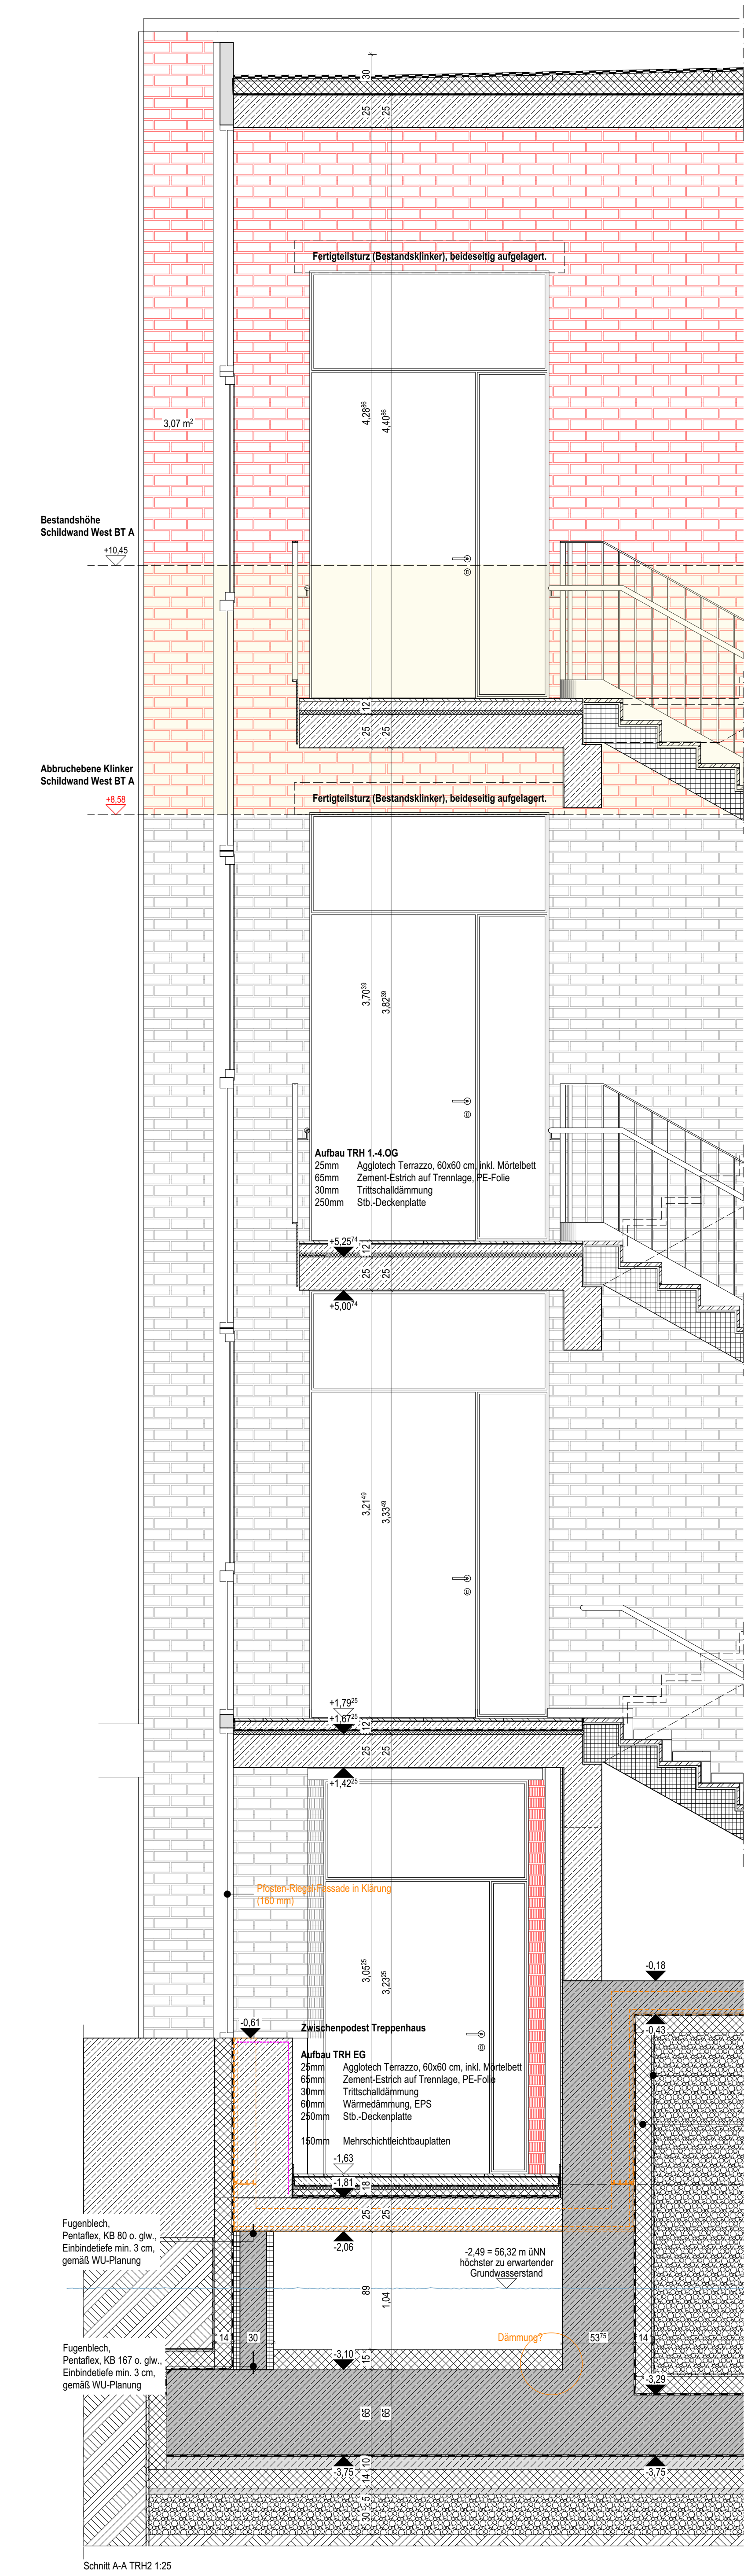 30
25
25
Fertigteilsturz (Bestandsklinker), beideseitig aufgelagert.
4,28⁸⁶
4,40⁸⁶
3,07 m²
Bestandshöhe
Schildwand West BT A
+10,45
12
25
25
Abbruchebene Klinker
Schildwand West BT A
+8,58
Fertigteilsturz (Bestandsklinker), beideseitig aufgelagert.
3,70³⁹
3,82³⁹
Aufbau TRH 1.-4.OG
25mm Agglotech Terrazzo, 60x60 cm, inkl. Mörtelbett
65mm Zement-Estrich auf Trennlage, PE-Folie
30mm Trittschalldämmung
250mm Stb.-Deckenplatte
+5,25⁷⁴
12
25
25
+5,00⁷⁴
3,21⁴⁹
3,33⁴⁹
+1,79²⁵
+1,67²⁵
12
25
25
+1,42²⁵
Pfosten-Riegel-Fassade in Klärung
(160 mm)
3,05²⁵
3,23²⁵
-0,18
-0,61
-0,43
Zwischenpodest Treppenhaus
Aufbau TRH EG
25mm Agglotech Terrazzo, 60x60 cm, inkl. Mörtelbett
65mm Zement-Estrich auf Trennlage, PE-Folie
30mm Trittschalldämmung
60mm Wärmedämmung, EPS
250mm Stb.-Deckenplatte
150mm Mehrschichtleichtbauplatten
-1,63
-1,81
18
25
25
-2,06
Fugenblech,
Pentaflex, KB 80 o. glw.,
Einbindetiefe min. 3 cm,
gemäß WU-Planung
-2,49 = 56,32 m üNN
höchster zu erwartender
Grundwasserstand
89
1,04
Dämmung?
14
30
53⁷⁵
14
Fugenblech,
Pentaflex, KB 167 o. glw.,
Einbindetiefe min. 3 cm,
gemäß WU-Planung
-3,10
15
-3,29
65
65
-3,75
10
-3,75
14
5
30
Schnitt A-A TRH2 1:25